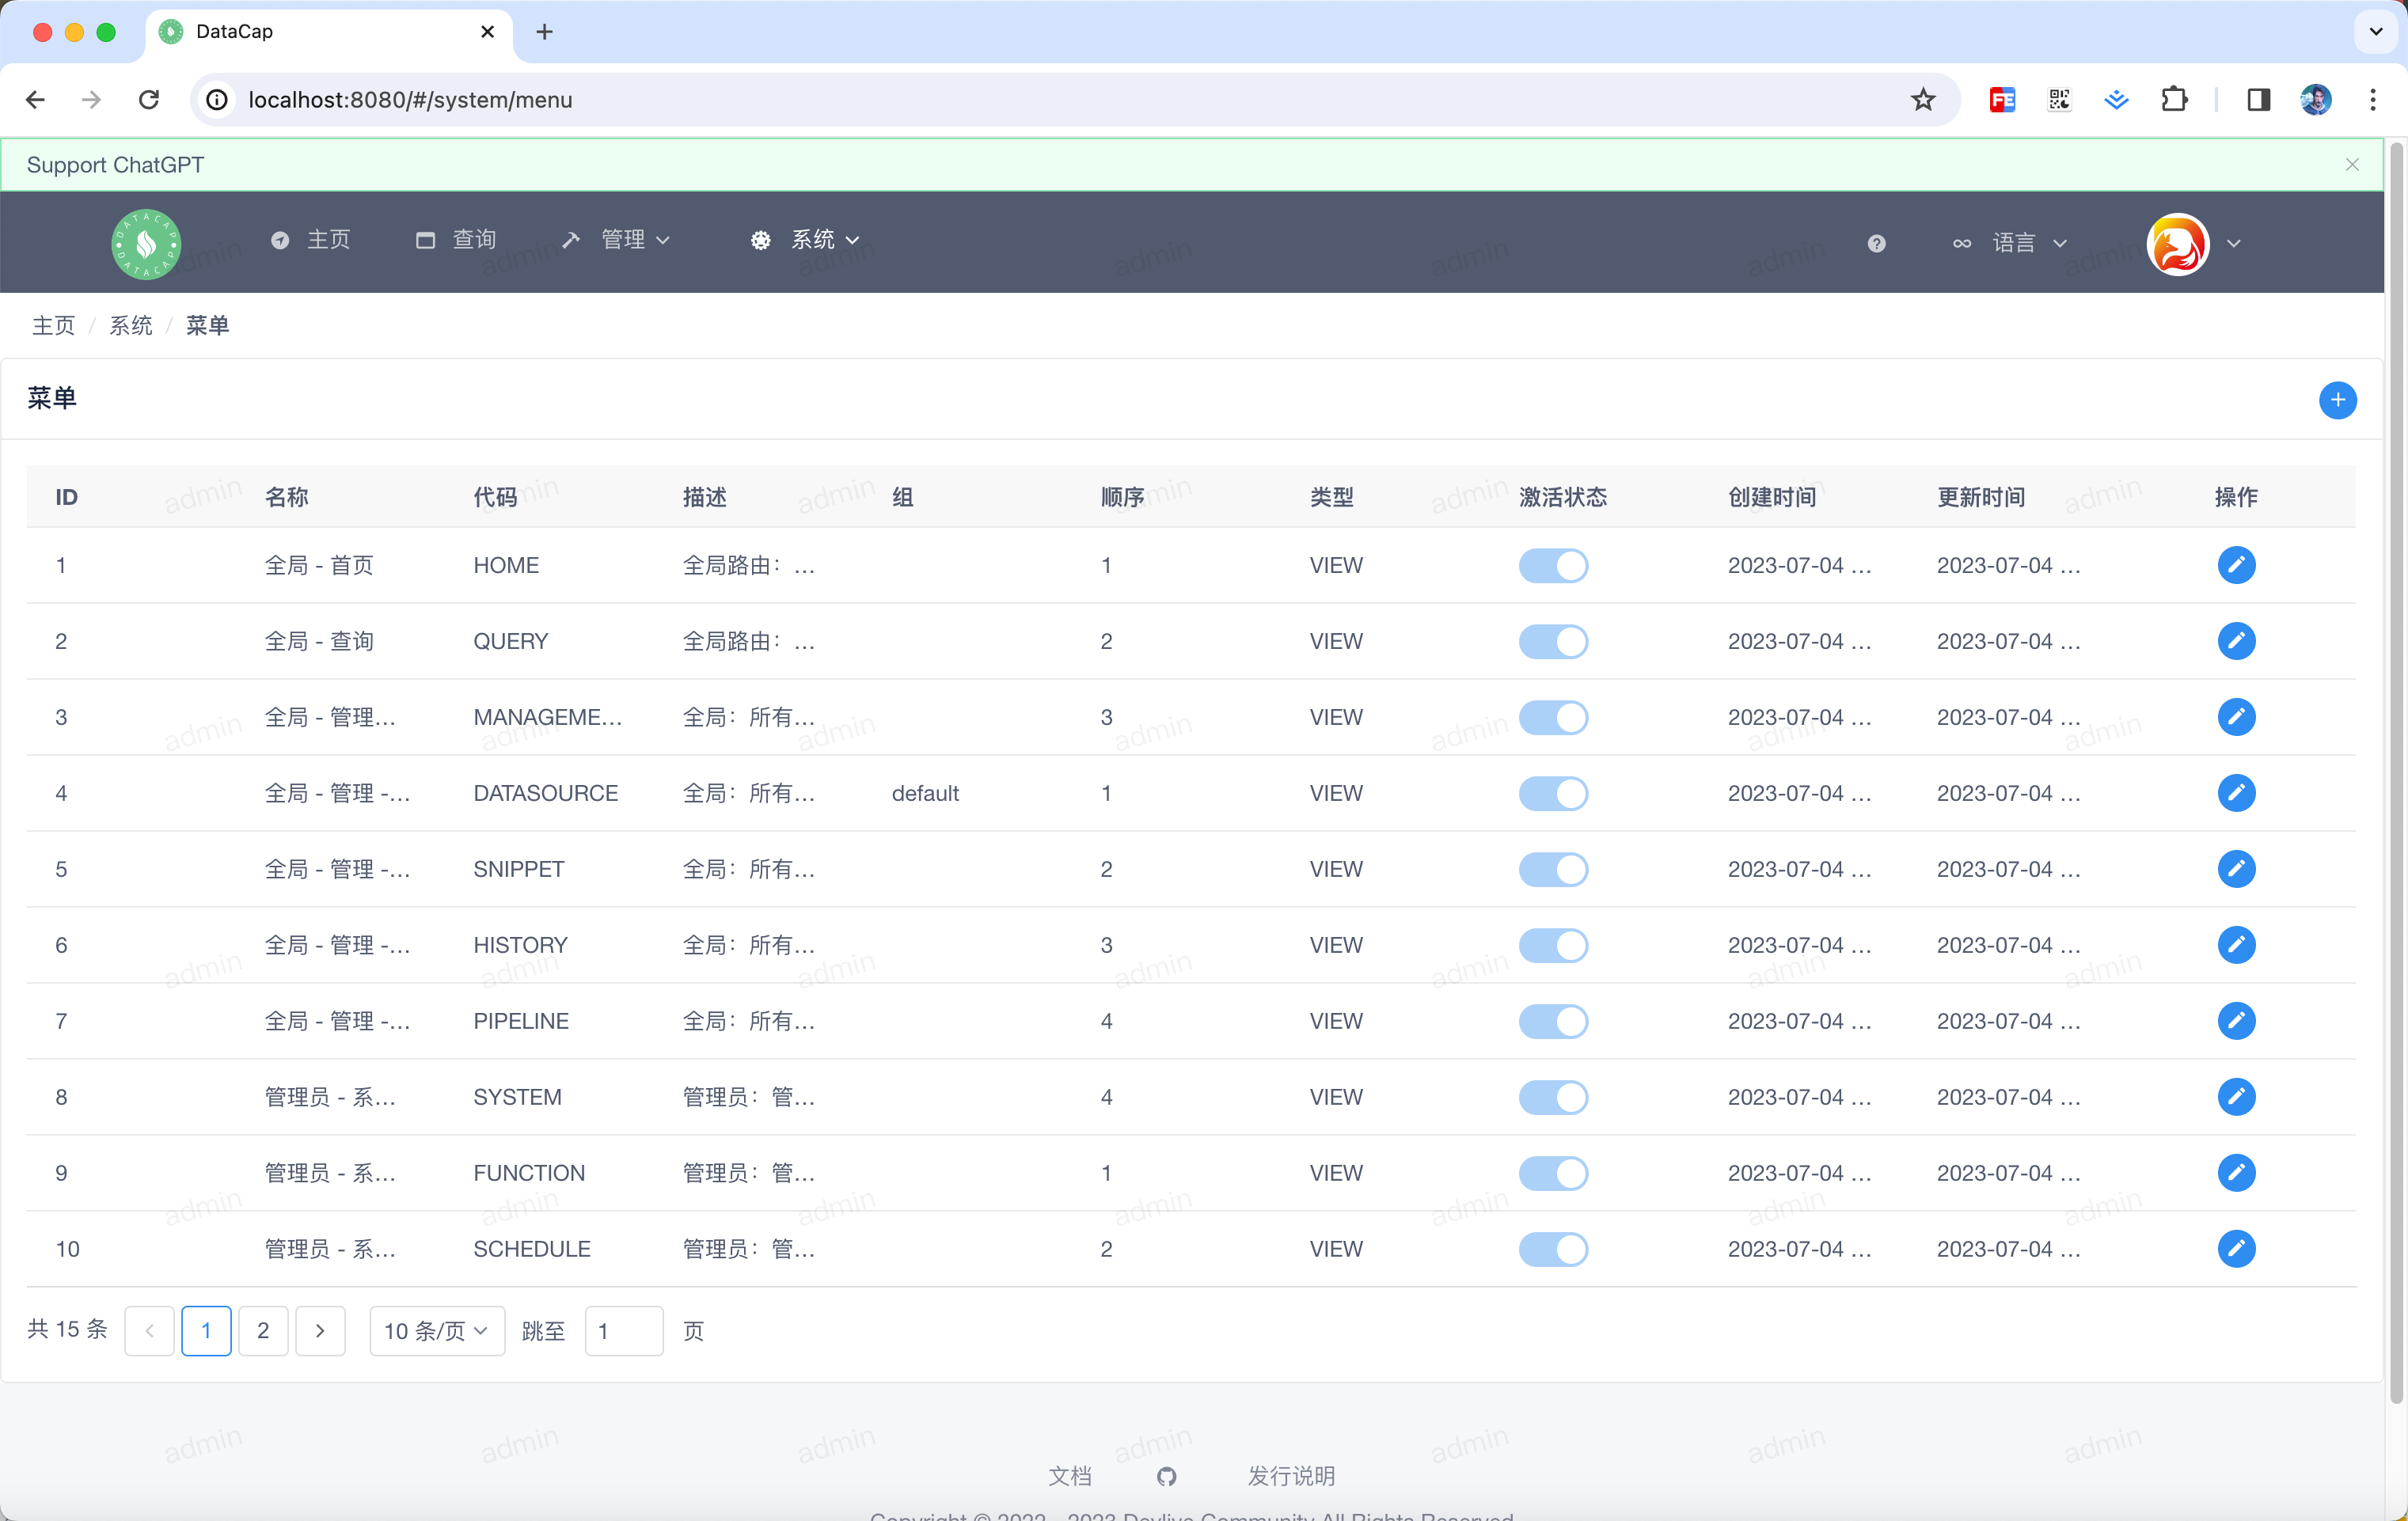 DataCap
localhost:8080/#/system/menu
Support ChatGPT
DATACAP DATACAP 主页 查询 管理 系统 语言
主页 / 系统 / 菜单
菜单
ID 名称 代码 描述 组 顺序 类型 激活状态 创建时间 更新时间 操作
1 全局 - 首页 HOME 全局路由：... 1 VIEW 2023-07-04 ... 2023-07-04 ...
2 全局 - 查询 QUERY 全局路由：... 2 VIEW 2023-07-04 ... 2023-07-04 ...
3 全局 - 管理... MANAGEME... 全局：所有... 3 VIEW 2023-07-04 ... 2023-07-04 ...
4 全局 - 管理 -... DATASOURCE 全局：所有... default 1 VIEW 2023-07-04 ... 2023-07-04 ...
5 全局 - 管理 -... SNIPPET 全局：所有... 2 VIEW 2023-07-04 ... 2023-07-04 ...
6 全局 - 管理 -... HISTORY 全局：所有... 3 VIEW 2023-07-04 ... 2023-07-04 ...
7 全局 - 管理 -... PIPELINE 全局：所有... 4 VIEW 2023-07-04 ... 2023-07-04 ...
8 管理员 - 系... SYSTEM 管理员：管... 4 VIEW 2023-07-04 ... 2023-07-04 ...
9 管理员 - 系... FUNCTION 管理员：管... 1 VIEW 2023-07-04 ... 2023-07-04 ...
10 管理员 - 系... SCHEDULE 管理员：管... 2 VIEW 2023-07-04 ... 2023-07-04 ...
共 15 条 1 2 10 条/页 跳至 1 页
admin admin admin admin admin admin admin
文档 发行说明
Copyright © 2022 - 2023 Devlive Community All Rights Reserved